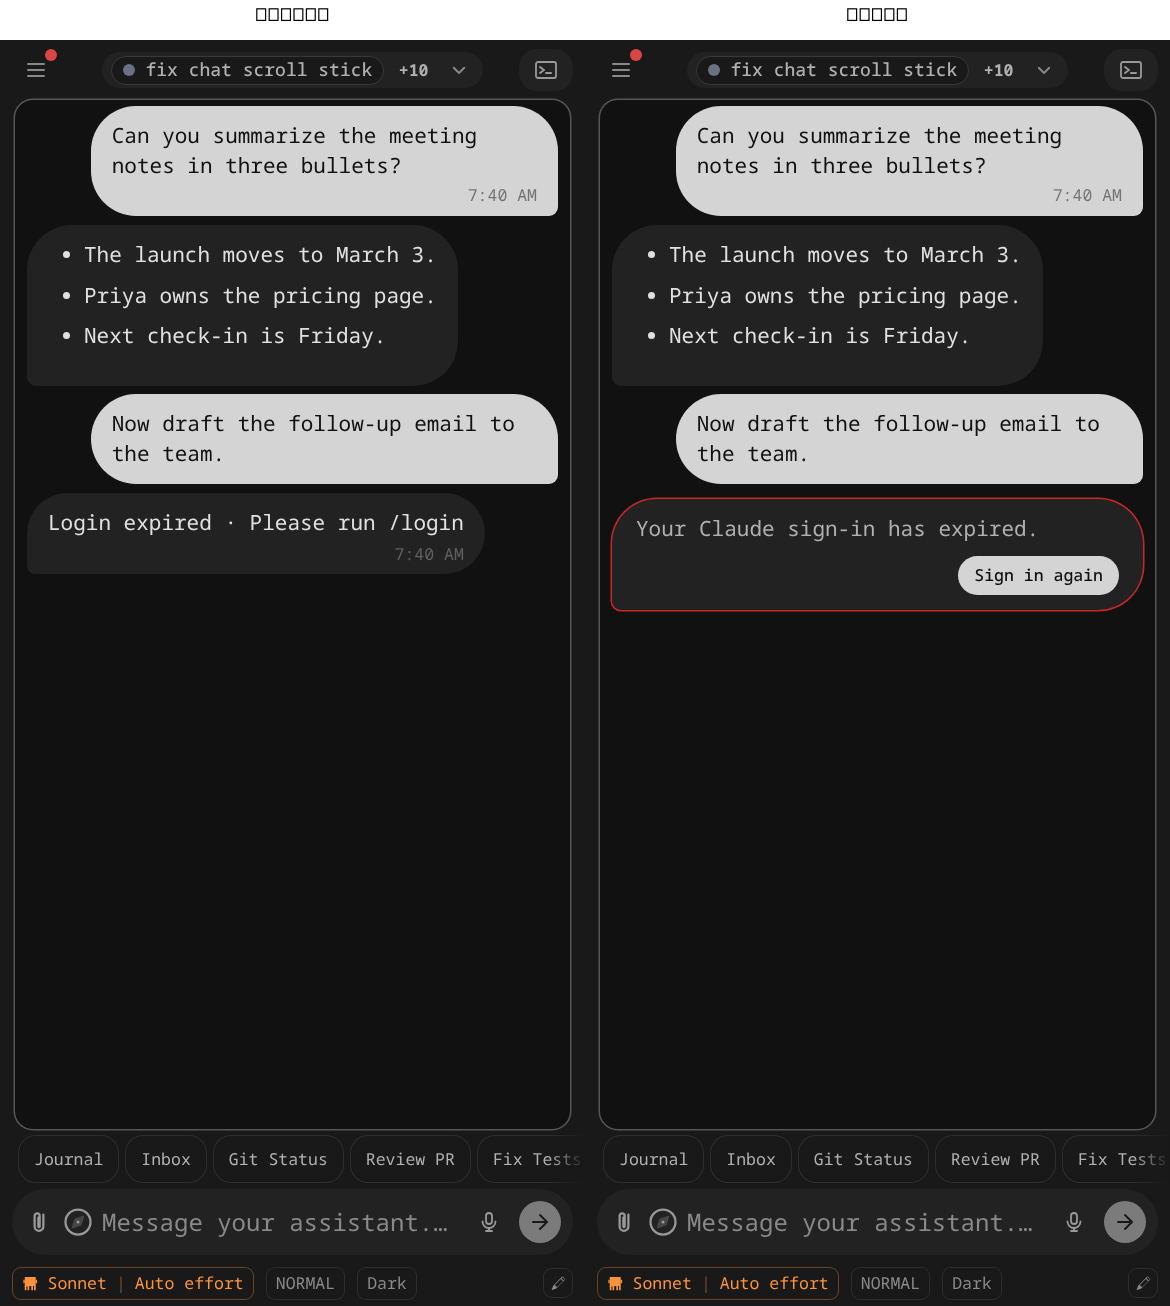 fix chat scroll stick +10
Can you summarize the meeting
notes in three bullets?
7:40 AM
• The launch moves to March 3.
• Priya owns the pricing page.
• Next check-in is Friday.
Now draft the follow-up email to
the team.
Login expired · Please run /login
7:40 AM
Journal Inbox Git Status Review PR Fix Tests
Message your assistant.…
Sonnet | Auto effort NORMAL Dark
fix chat scroll stick +10
Can you summarize the meeting
notes in three bullets?
7:40 AM
• The launch moves to March 3.
• Priya owns the pricing page.
• Next check-in is Friday.
Now draft the follow-up email to
the team.
Your Claude sign-in has expired.
Sign in again
Journal Inbox Git Status Review PR Fix Tests
Message your assistant.…
Sonnet | Auto effort NORMAL Dark